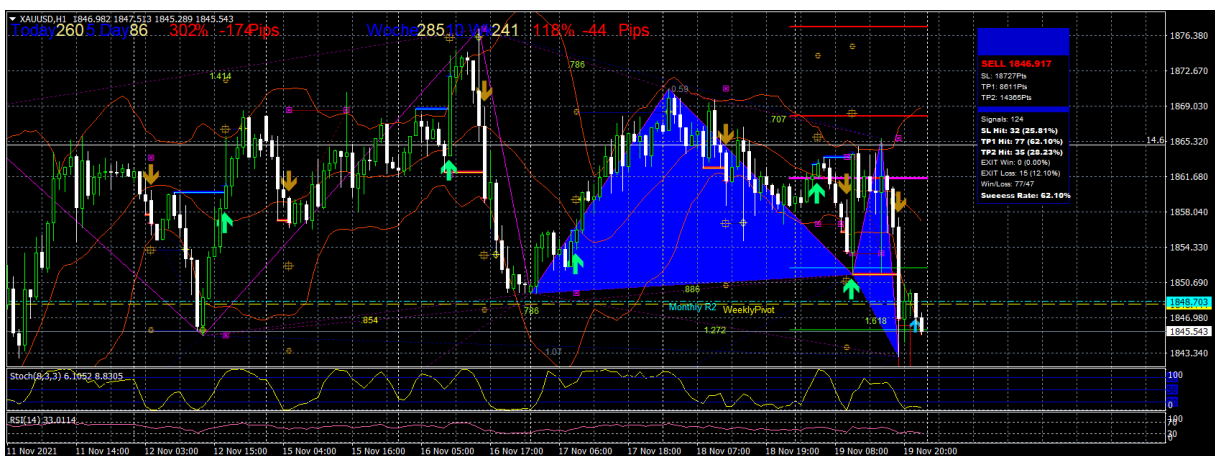 XAUUSD,H1 1846.982 1847.513 1845.289 1845.543
Today 260 5 Day 86 302% -174 Pips Woche 285 10 W 241 118% -44 Pips
1876.380
1.414
786
1872.670
0.59
1869.030
.707
14.6
1865.320
1861.680
1858.040
1854.330
.886
1850.690
1848.703
Monthly R2
WeeklyPivot
.786
.854
1.618
1846.980
1.272
1845.543
1.07
1843.340
SELL 1846,917
SL: 18727Pts
TP1: 8611Pts
TP2: 14365Pts
Signals: 124
SL Hit: 32 (25.81%)
TP1 Hit: 77 (62.10%)
TP2 Hit: 35 (28.23%)
EXIT Win: 0 (0.00%)
EXIT Loss: 15 (12.10%)
Win/Loss: 77/47
Sueeess Rate: 62.10%
Stoch(8,3,3) 6.1052 8.8305
100
0
RSI(14) 33.0114
100
11 Nov 2021 11 Nov 14:00 12 Nov 03:00 12 Nov 15:00 15 Nov 04:00 15 Nov 16:00 16 Nov 05:00 16 Nov 17:00 17 Nov 06:00 17 Nov 18:00 18 Nov 07:00 18 Nov 19:00 19 Nov 08:00 19 Nov 20:00